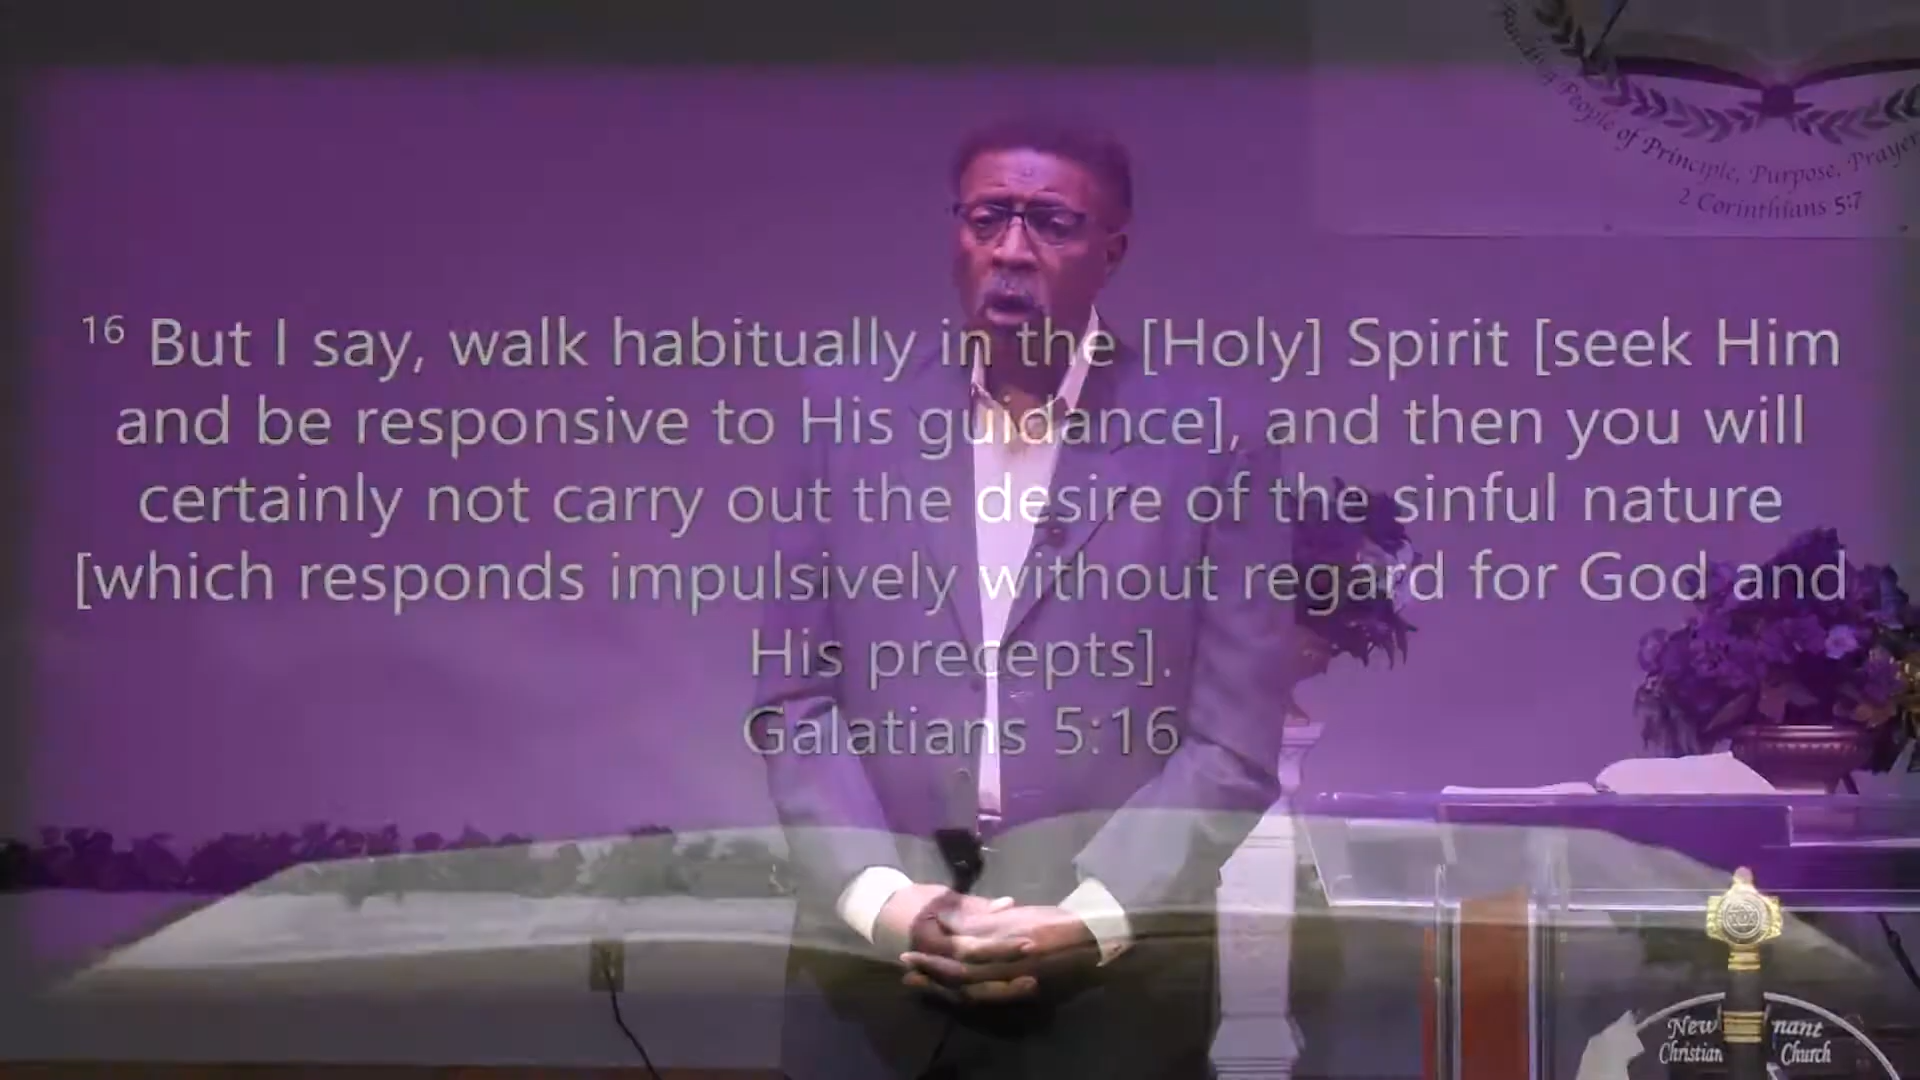 Building People of Principle, Purpose, Prayer
2 Corinthians 5:7
16 But I say, walk habitually in the [Holy] Spirit [seek Him
and be responsive to His guidance], and then you will
certainly not carry out the desire of the sinful nature
[which responds impulsively without regard for God and
His precepts].
Galatians 5:16
New nant
Christian Church